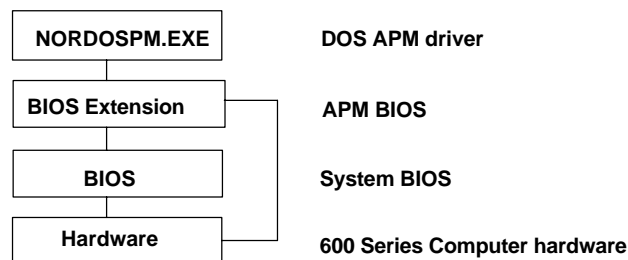 NORDOSPM.EXE DOS APM driver
BIOS Extension APM BIOS
BIOS System BIOS
Hardware 600 Series Computer hardware